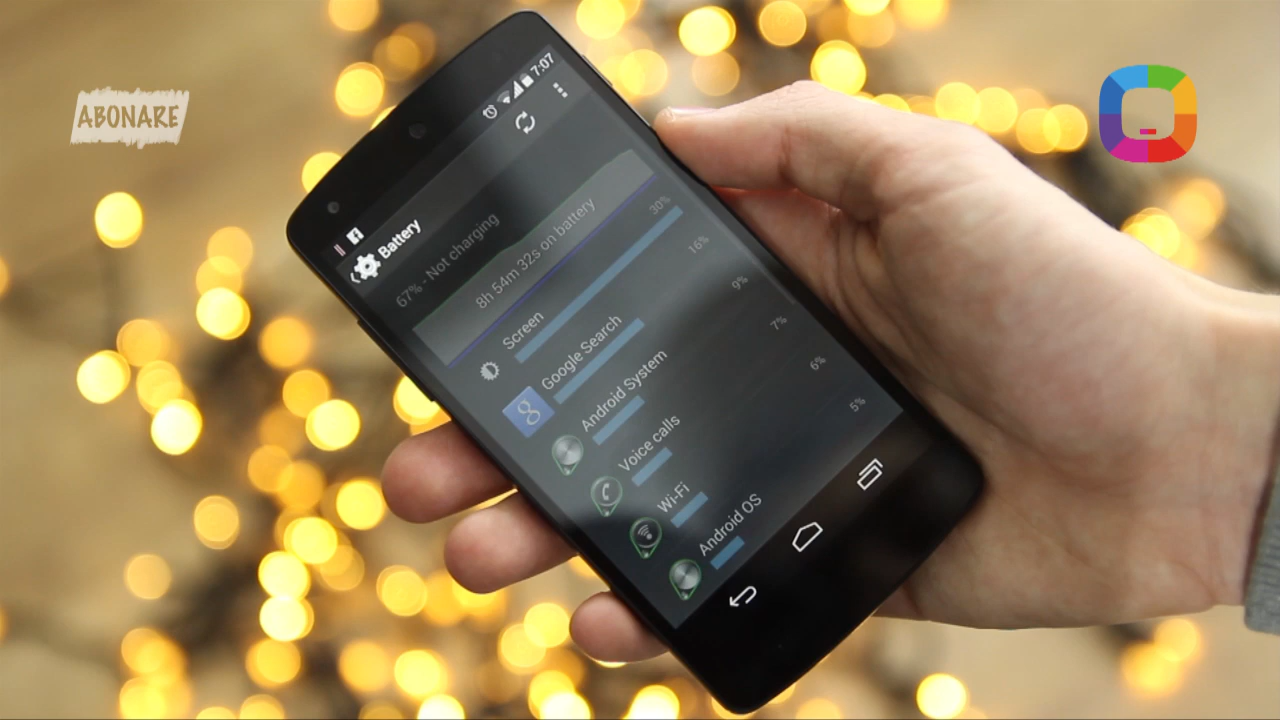 ABONARE
7:07
Battery
67% - Not charging
8h 54m 32s on battery
Screen 30%
Google Search 16%
g
Android System 9%
Voice calls 7%
Wi-Fi 6%
Android OS 5%